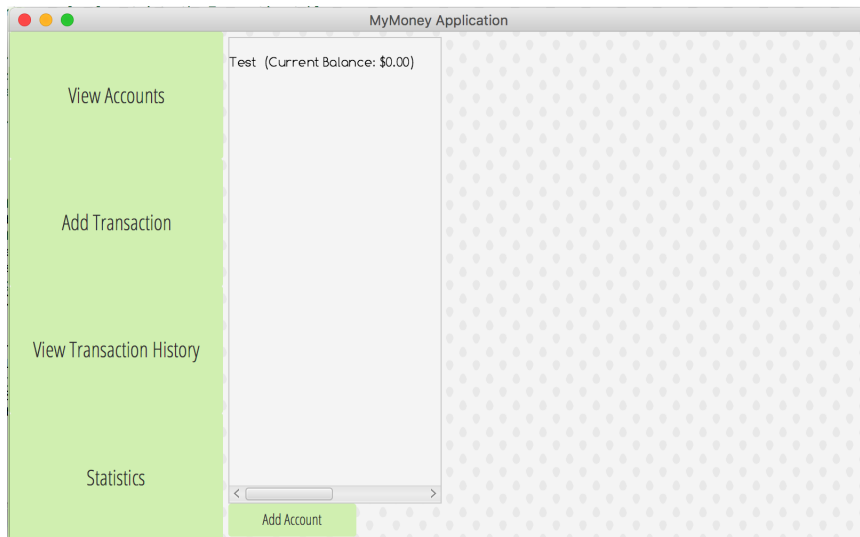 MyMoney Application
View Accounts
Test (Current Balance: $0.00)
Add Transaction
View Transaction History
Statistics
Add Account